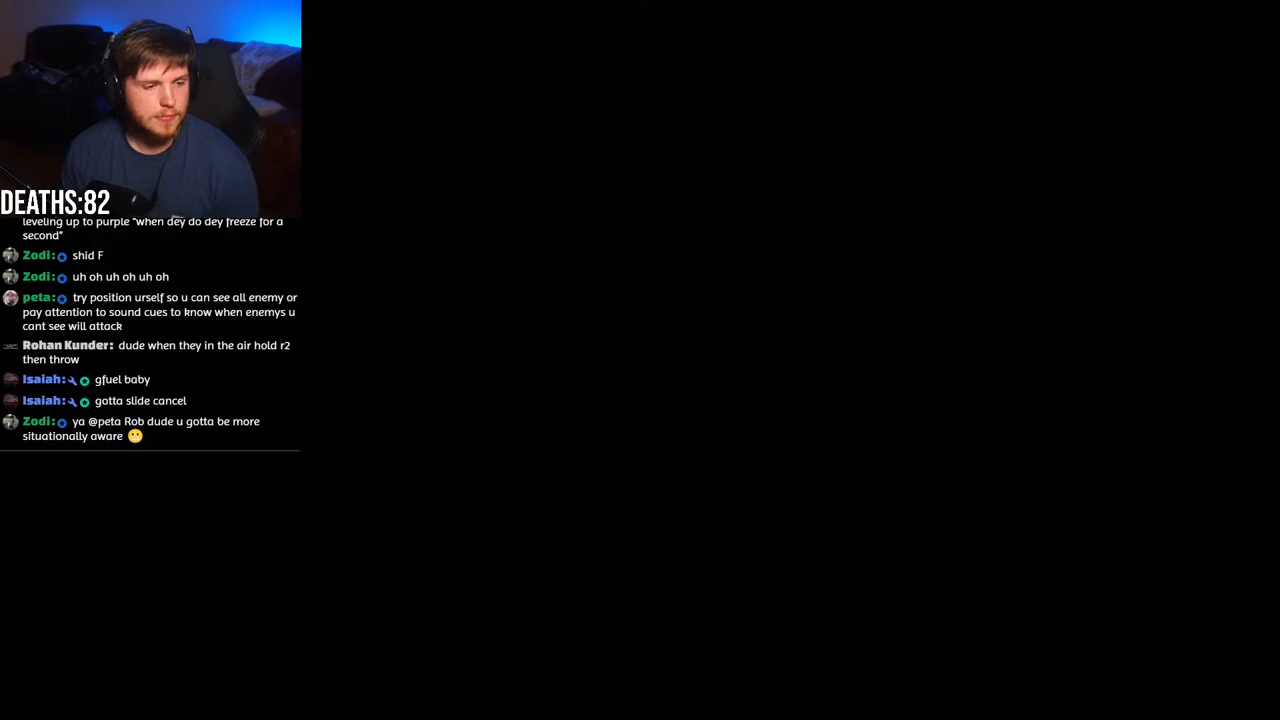 DEATHS:82
leveling up to purple "when dey do dey freeze for a
second"
Zodi: shid F
Zodi: uh oh uh oh uh oh
peta: try position urself so u can see all enemy or
pay attention to sound cues to know when enemys u
cant see will attack
Rohan Kunder: dude when they in the air hold r2
then throw
Isaiah: gfuel baby
Isaiah: gotta slide cancel
Zodi: ya @peta Rob dude u gotta be more
situationally aware 😬